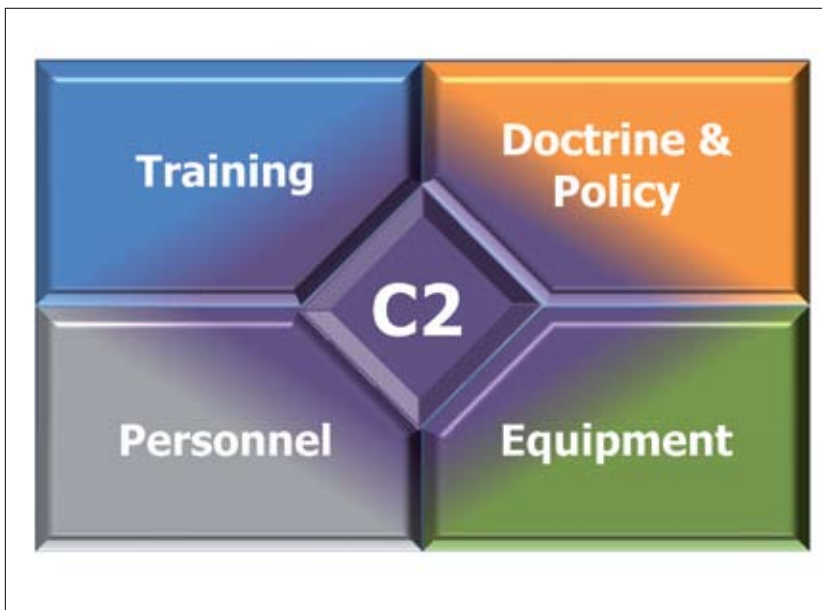 Training
Doctrine &
Policy
C2
Personnel
Equipment